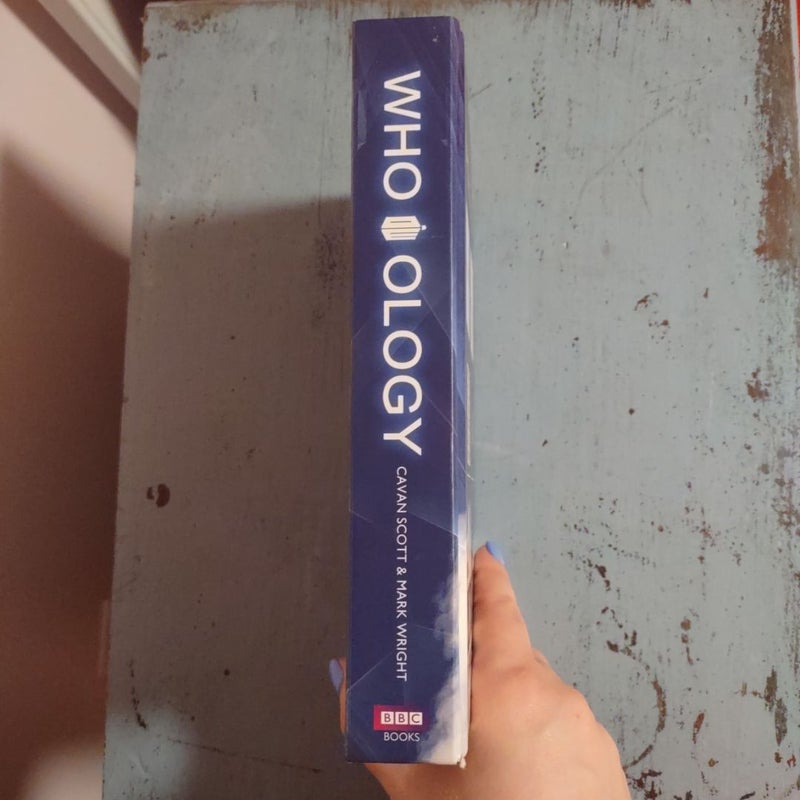 WHO OLOGY
CAVAN SCOTT & MARK WRIGHT
BBC
BOOKS